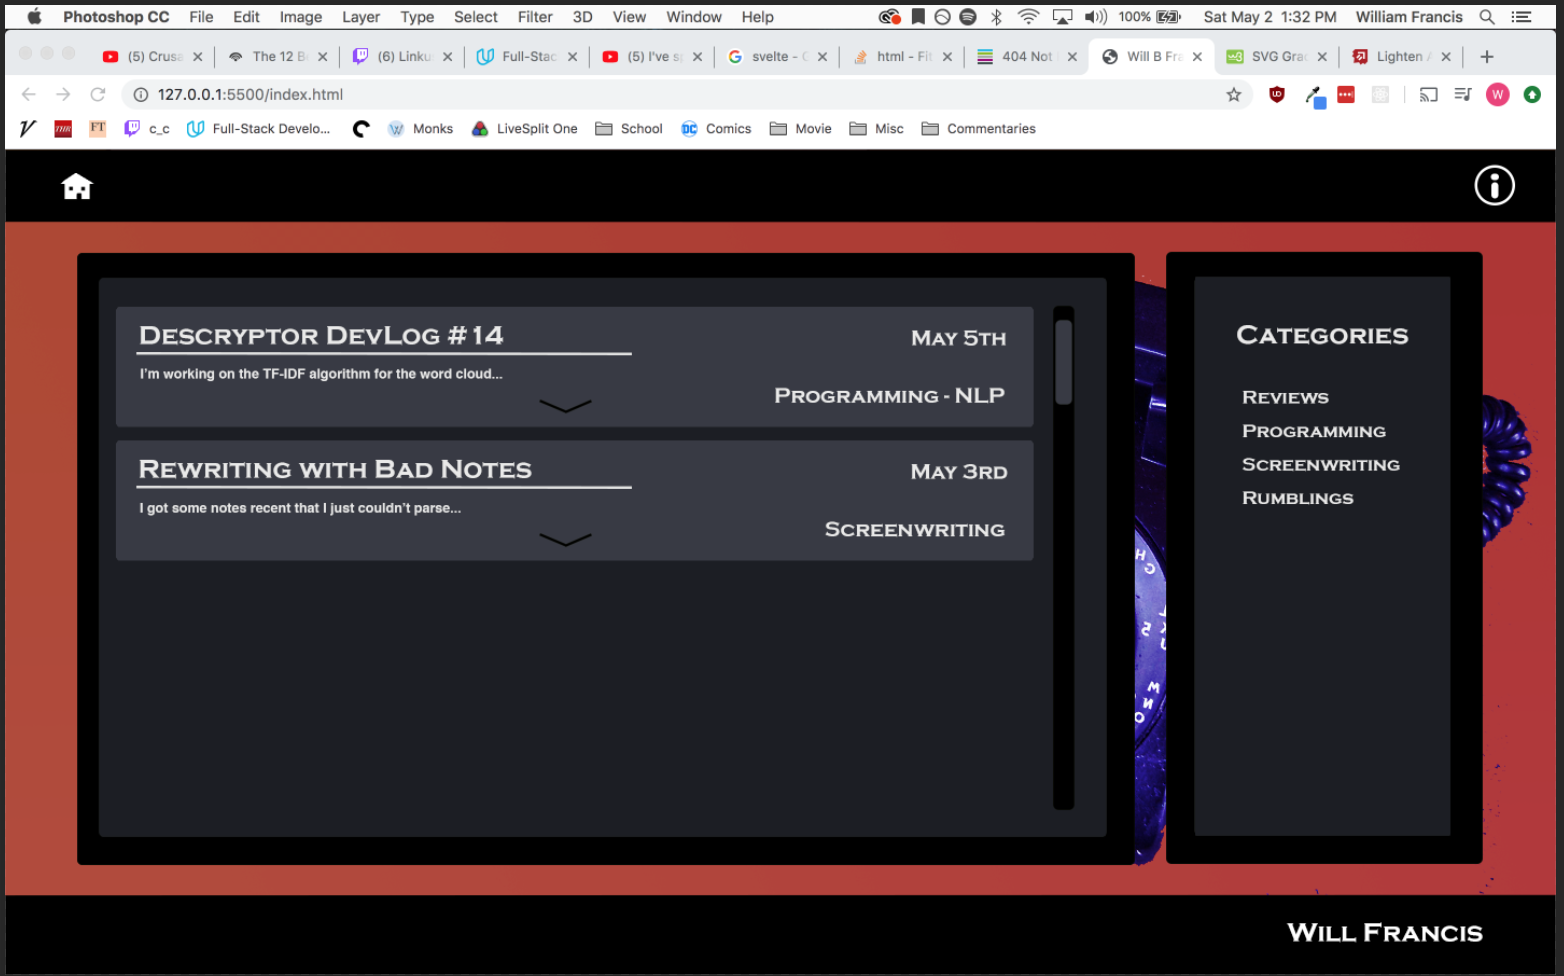 Photoshop CC File Edit Image Layer Type Select Filter 3D View Window Help 100% Sat May 2 1:32 PM William Francis
(5) Crusa The 12 B (6) Linku Full-Stac (5) I've s svelte - html - Fit 404 Not Will B Fra SVG Gra Lighten
127.0.0.1:5500/index.html W
FT c_c Full-Stack Develo... Monks LiveSplit One School DC Comics Movie Misc Commentaries
Descryptor DevLog #14
May 5th
I'm working on the TF-IDF algorithm for the word cloud...
Programming - NLP
Rewriting with Bad Notes
May 3rd
I got some notes recent that I just couldn't parse...
Screenwriting
Categories
Reviews
Programming
Screenwriting
Rumblings
Will Francis